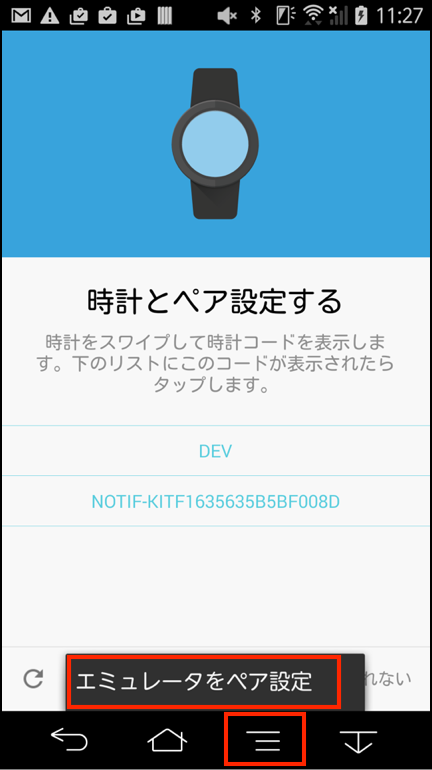 11:27
時計とペア設定する
時計をスワイプして時計コードを表示しま
す。下のリストにこのコードが表示されたら
タップします。
DEV
NOTIF-KITF1635635B5BF008D
エミュレータをペア設定
れない